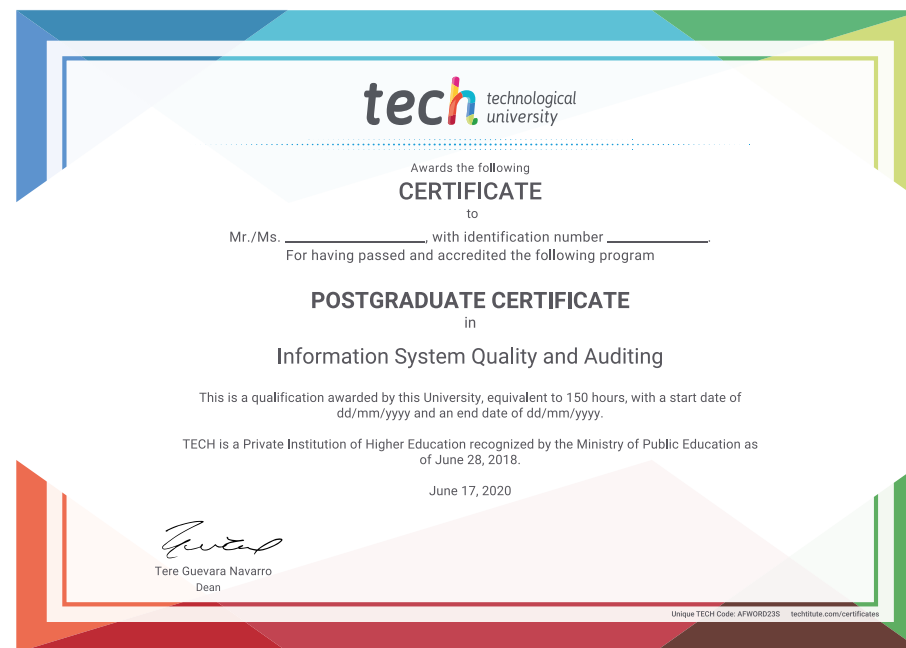 tech technological
university
Awards the following
CERTIFICATE
to
Mr./Ms. ____________________, with identification number ______________.
For having passed and accredited the following program
POSTGRADUATE CERTIFICATE
in
Information System Quality and Auditing
This is a qualification awarded by this University, equivalent to 150 hours, with a start date of
dd/mm/yyyy and an end date of dd/mm/yyyy.
TECH is a Private Institution of Higher Education recognized by the Ministry of Public Education as
of June 28, 2018.
June 17, 2020
Tere Guevara Navarro
Dean
Unique TECH Code: AFWORD23S techtitute.com/certificates